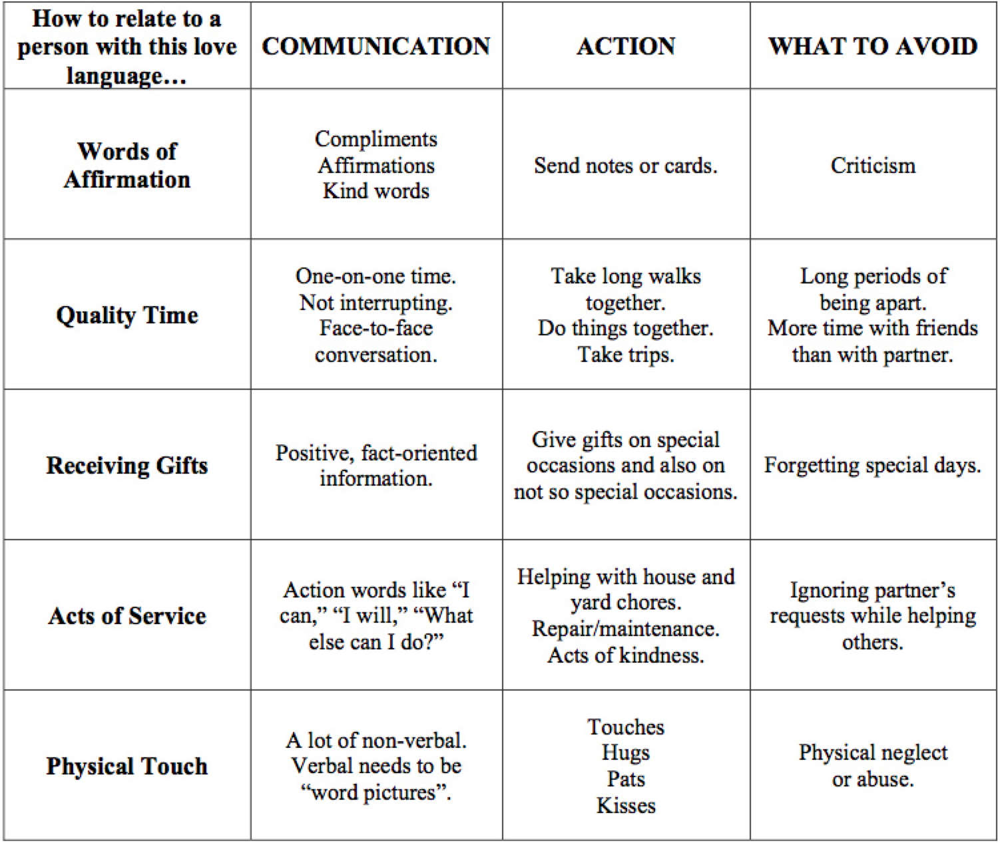 How to relate to a
person with this love
language…
COMMUNICATION
ACTION
WHAT TO AVOID
Words of
Affirmation
Compliments
Affirmations
Kind words
Send notes or cards.
Criticism
Quality Time
One-on-one time.
Not interrupting.
Face-to-face
conversation.
Take long walks
together.
Do things together.
Take trips.
Long periods of
being apart.
More time with friends
than with partner.
Receiving Gifts
Positive, fact-oriented
information.
Give gifts on special
occasions and also on
not so special occasions.
Forgetting special days.
Acts of Service
Action words like “I
can,” “I will,” “What
else can I do?”
Helping with house and
yard chores.
Repair/maintenance.
Acts of kindness.
Ignoring partner’s
requests while helping
others.
Physical Touch
A lot of non-verbal.
Verbal needs to be
“word pictures”.
Touches
Hugs
Pats
Kisses
Physical neglect
or abuse.